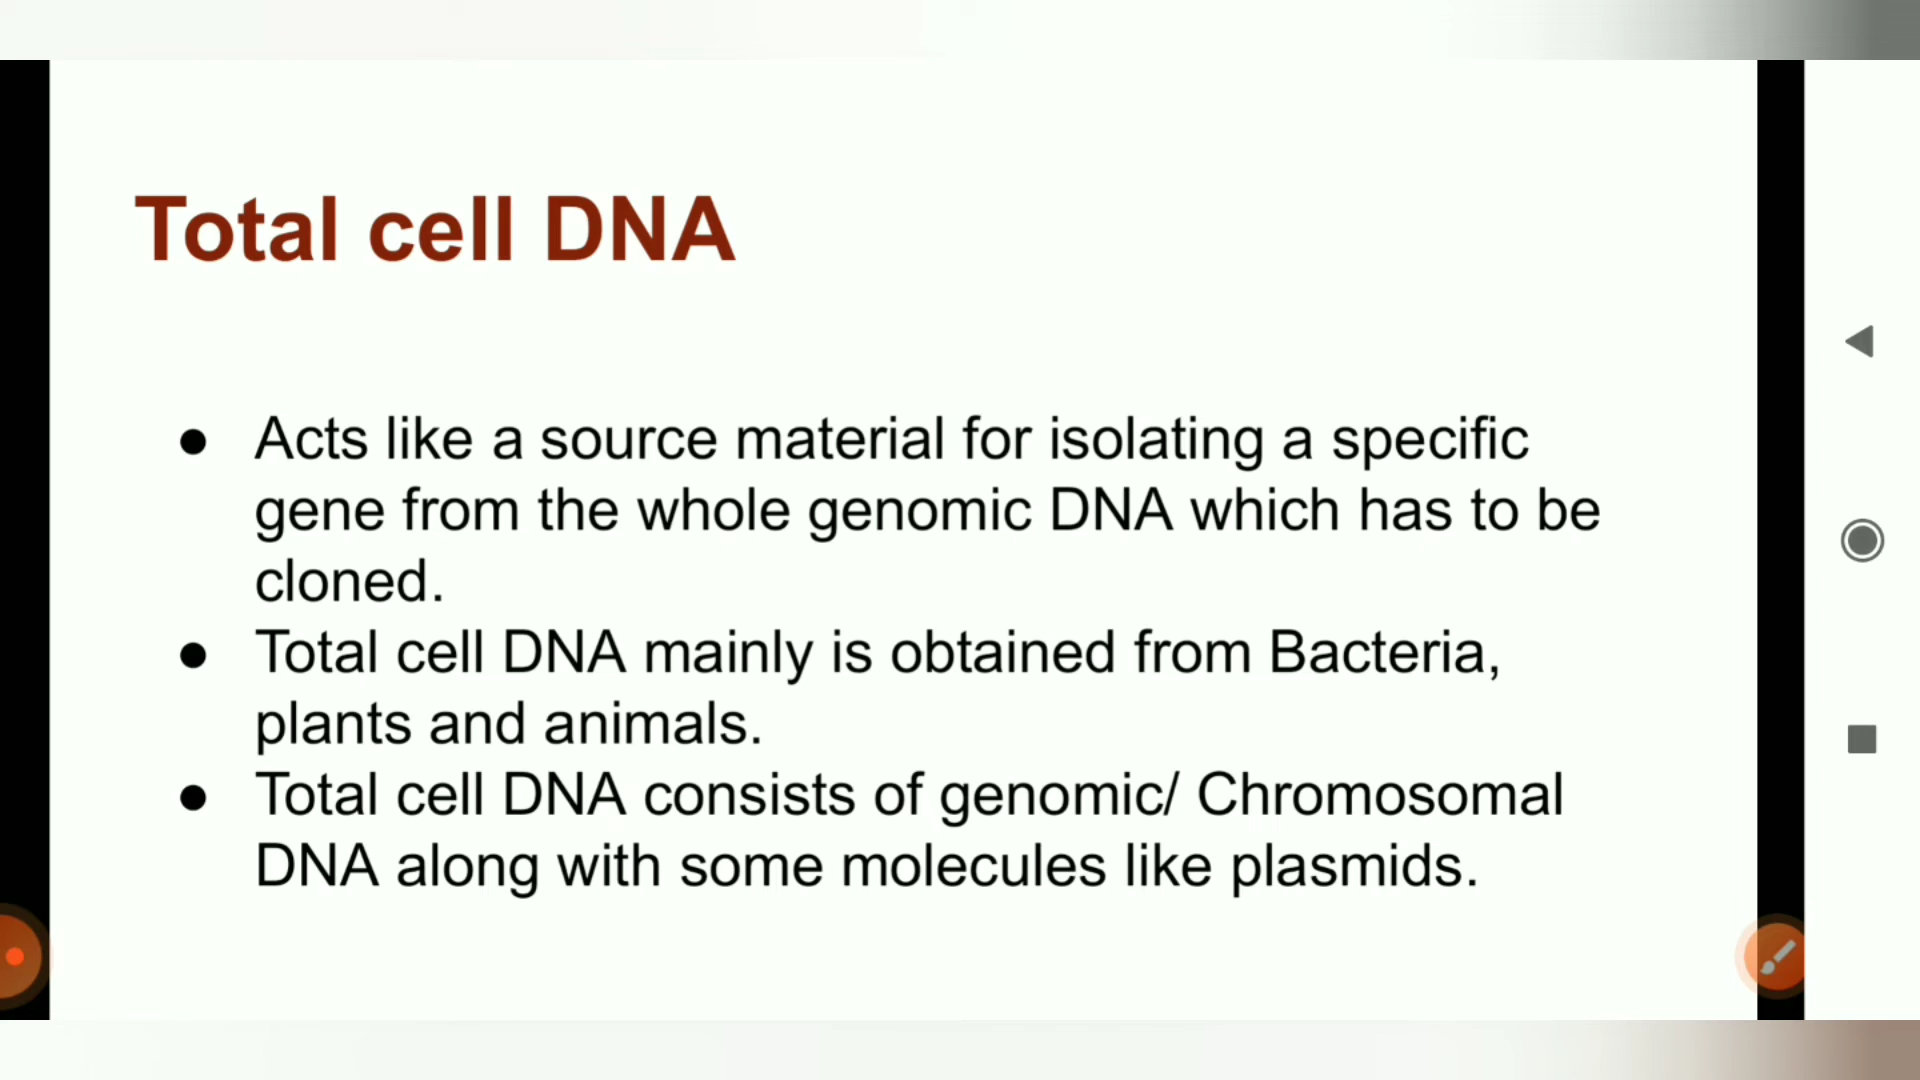 Total cell DNA
● Acts like a source material for isolating a specific
gene from the whole genomic DNA which has to be
cloned.
● Total cell DNA mainly is obtained from Bacteria,
plants and animals.
● Total cell DNA consists of genomic/ Chromosomal
DNA along with some molecules like plasmids.